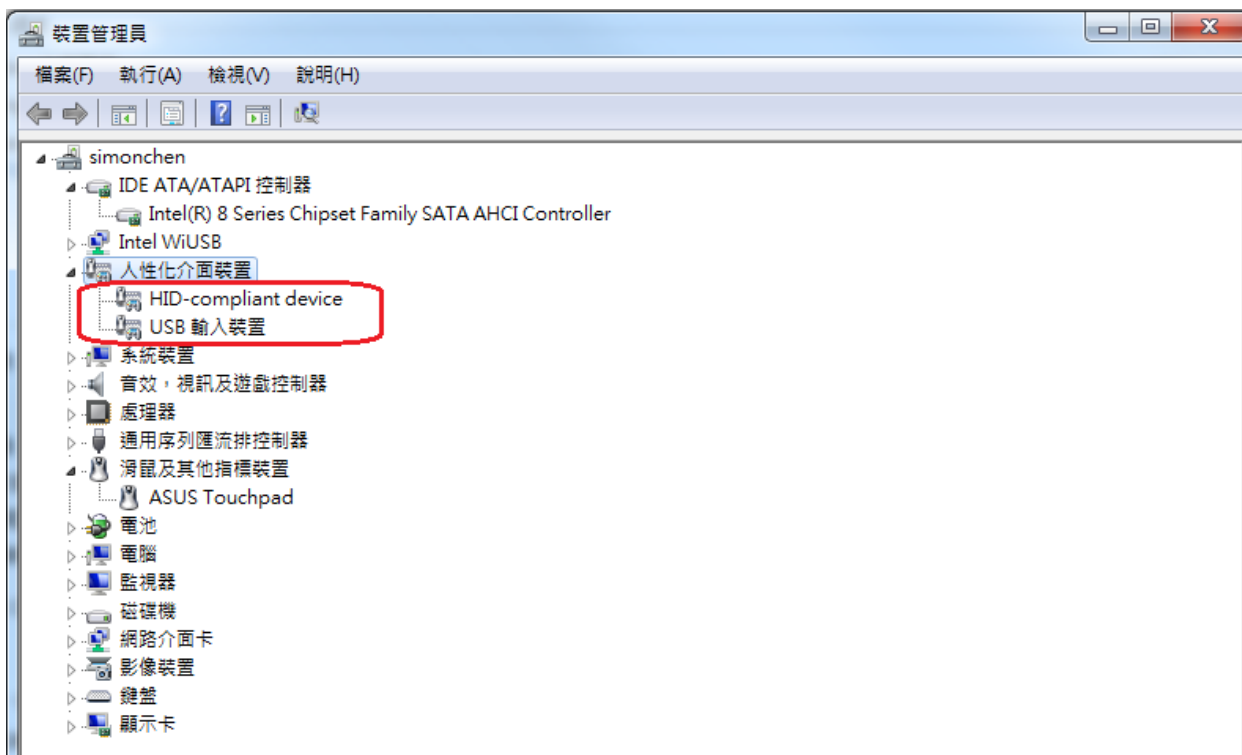 裝置管理員
檔案(F) 執行(A) 檢視(V) 說明(H)
simonchen
IDE ATA/ATAPI 控制器
Intel(R) 8 Series Chipset Family SATA AHCI Controller
Intel WiUSB
人性化介面裝置
HID-compliant device
USB 輸入裝置
系統裝置
音效，視訊及遊戲控制器
處理器
通用序列匯流排控制器
滑鼠及其他指標裝置
ASUS Touchpad
電池
電腦
監視器
磁碟機
網路介面卡
影像裝置
鍵盤
顯示卡